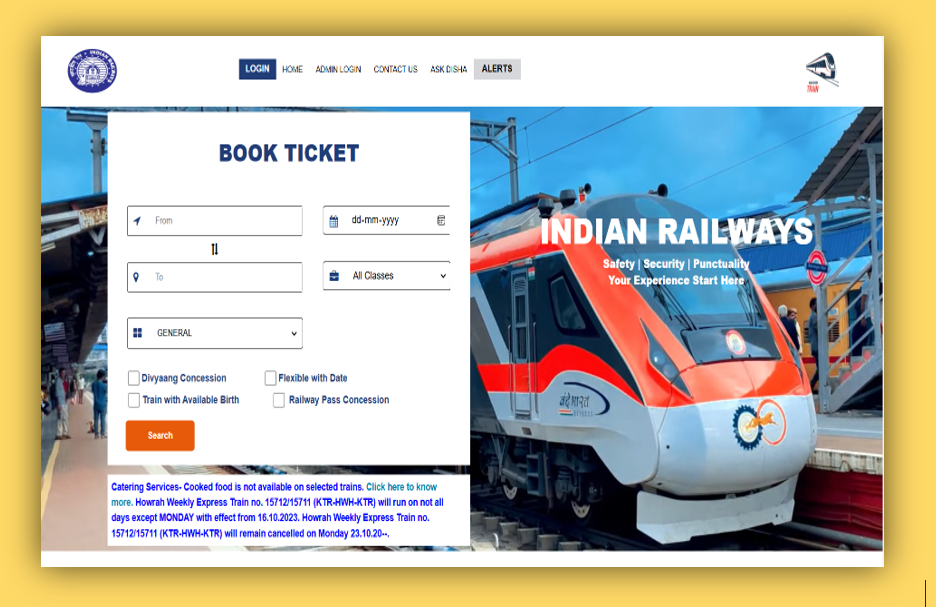 LOGIN HOME ADMIN LOGIN CONTACT US ASK DISHA ALERTS
TRAIN
BOOK TICKET
From
dd-mm-yyyy
To
All Classes
GENERAL
Divyaang Concession
Flexible with Date
Train with Available Birth
Railway Pass Concession
Search
INDIAN RAILWAYS
Safety | Security | Punctuality
Your Experience Start Here
वंदे भारत
EXPRESS
Catering Services- Cooked food is not available on selected trains. Click here to know
more. Howrah Weekly Express Train no. 15712/15711 (KTR-HWH-KTR) will run on not all
days except MONDAY with effect from 16.10.2023. Howrah Weekly Express Train no.
15712/15711 (KTR-HWH-KTR) will remain cancelled on Monday 23.10.20--.